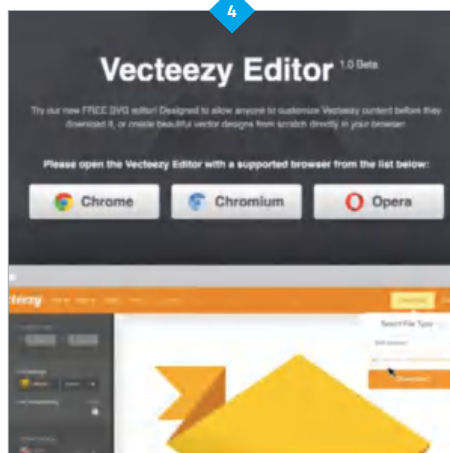 4
Vecteezy Editor 1.0 Beta
Try our new FREE SVG editor! Designed to allow anyone to customize Vecteezy content before they
download it, or create beautiful vector designs from scratch directly in your browser.
Please open the Vecteezy Editor with a supported browser from the list below:
Chrome
Chromium
Opera
teezy
Select File Type
Download